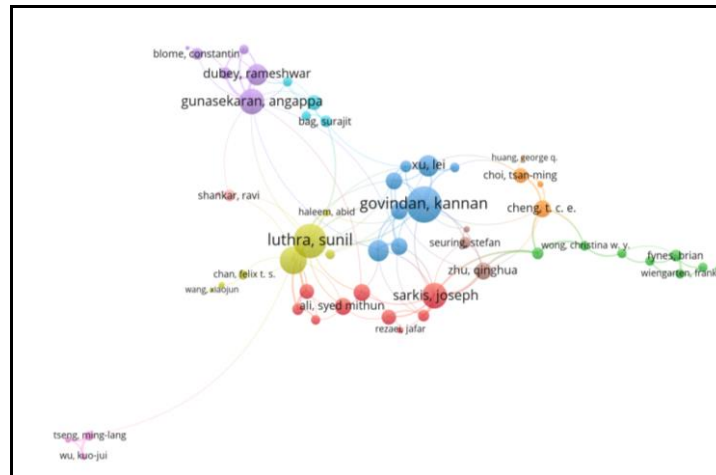 blome, constantin
dubey, rameshwar
gunasekaran, angappa
bag, surajit
xu, lei
huang, george q.
choi, tsan-ming
shankar, ravi
govindan, kannan
haleem, abid
cheng, t. c. e.
luthra, sunil
seuring, stefan
wong, christina w. y.
fynes, brian
zhu, qinghua
wiengarten, frank
chan, felix t. s.
wang, xiaojun
sarkis, joseph
ali, syed mithun
rezaei, jafar
tseng, ming-lang
wu, kuo-jui